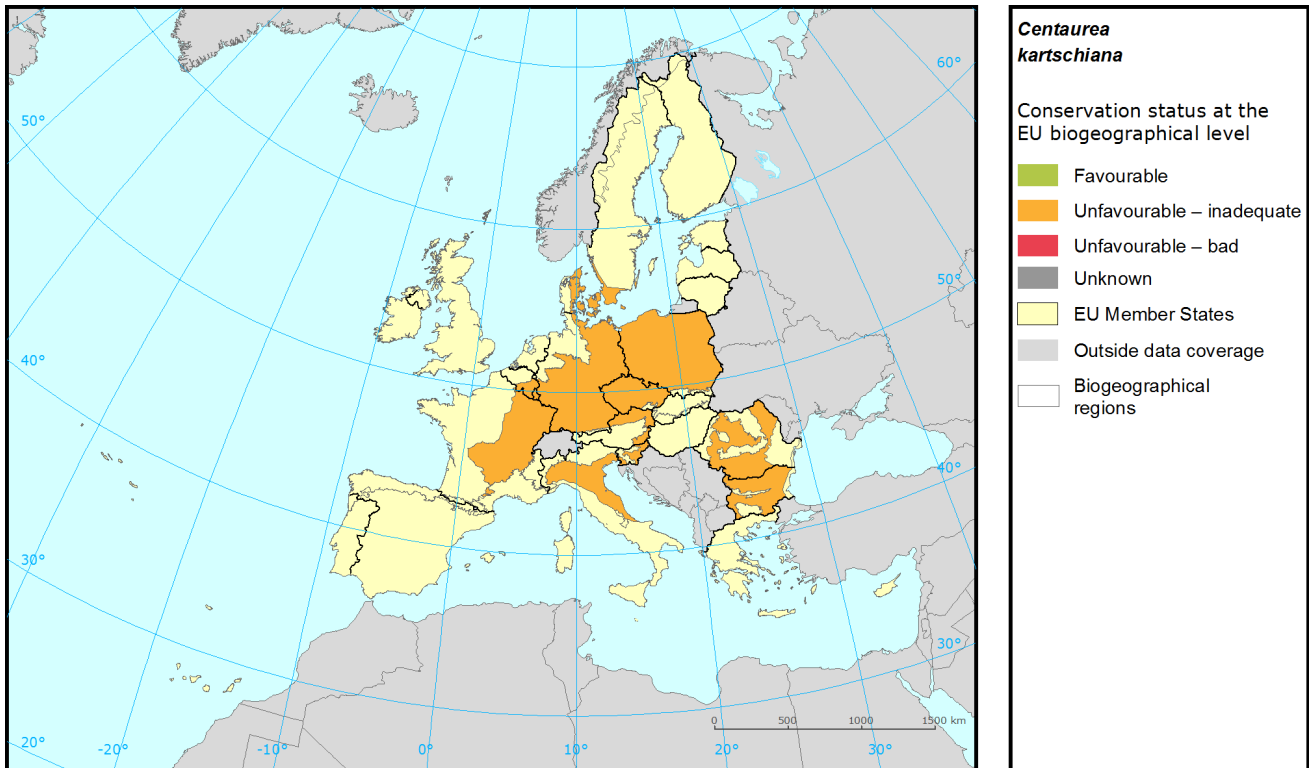 Centaurea
kartschiana
Conservation status at the
EU biogeographical level
Favourable
Unfavourable – inadequate
Unfavourable – bad
Unknown
EU Member States
Outside data coverage
Biogeographical
regions
60°
50°
50°
40°
40°
30°
30°
0
500
1000
1500 km
20°
-20°
-10°
0°
10°
20°
30°